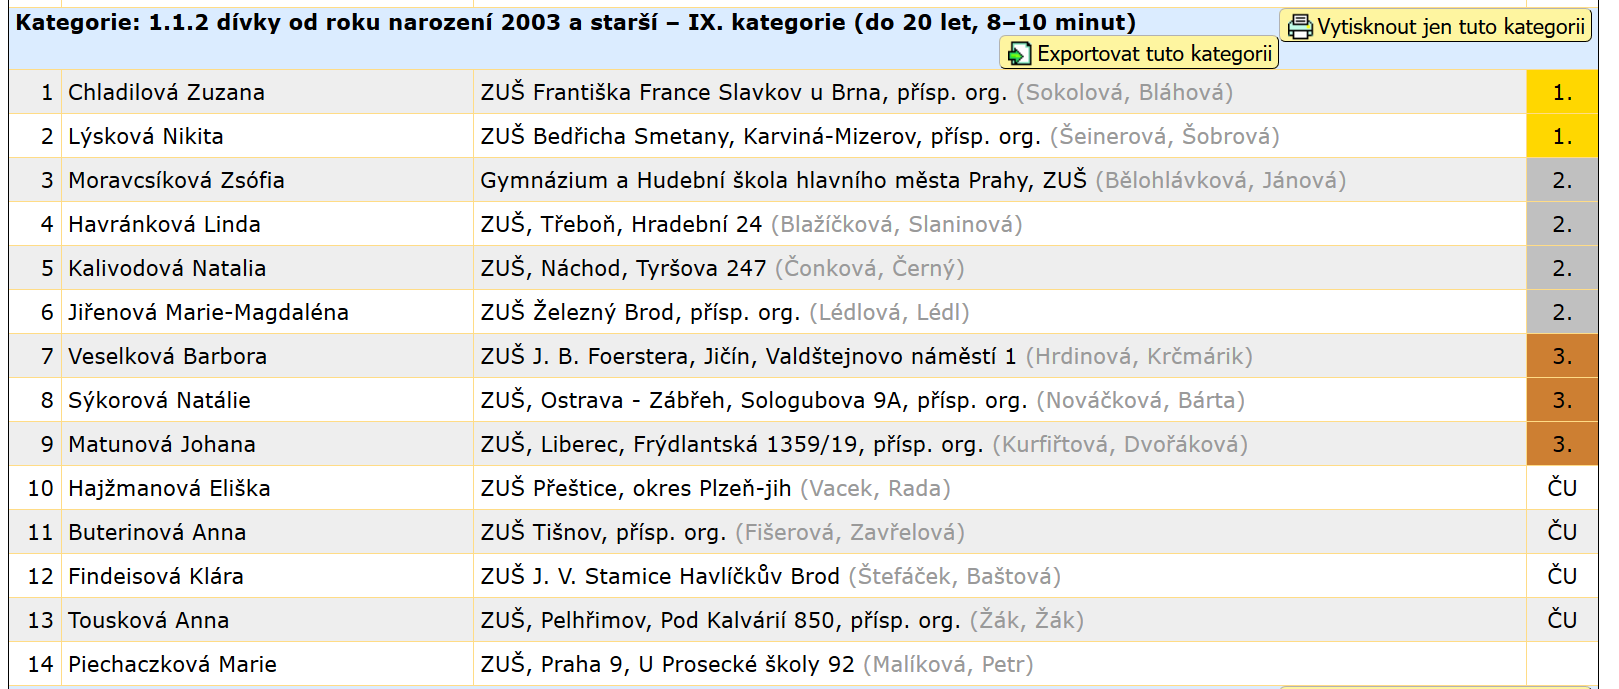 Kategorie: 1.1.2 dívky od roku narození 2003 a starší – IX. kategorie (do 20 let, 8–10 minut)
Vytisknout jen tuto kategorii
Exportovat tuto kategorii
1 Chladilová Zuzana ZUŠ Františka France Slavkov u Brna, přísp. org. (Sokolová, Bláhová) 1.
2 Lýsková Nikita ZUŠ Bedřicha Smetany, Karviná-Mizerov, přísp. org. (Šeinerová, Šobrová) 1.
3 Moravcsíková Zsófia Gymnázium a Hudební škola hlavního města Prahy, ZUŠ (Bělohlávková, Jánová) 2.
4 Havránková Linda ZUŠ, Třeboň, Hradební 24 (Blažíčková, Slaninová) 2.
5 Kalivodová Natalia ZUŠ, Náchod, Tyršova 247 (Čonková, Černý) 2.
6 Jiřenová Marie-Magdaléna ZUŠ Železný Brod, přísp. org. (Lédlová, Lédl) 2.
7 Veselková Barbora ZUŠ J. B. Foerstera, Jičín, Valdštejnovo náměstí 1 (Hrdinová, Krčmárik) 3.
8 Sýkorová Natálie ZUŠ, Ostrava - Zábřeh, Sologubova 9A, přísp. org. (Nováčková, Bárta) 3.
9 Matunová Johana ZUŠ, Liberec, Frýdlantská 1359/19, přísp. org. (Kurfiřtová, Dvořáková) 3.
10 Hajžmanová Eliška ZUŠ Přeštice, okres Plzeň-jih (Vacek, Rada) ČU
11 Buterinová Anna ZUŠ Tišnov, přísp. org. (Fišerová, Zavřelová) ČU
12 Findeisová Klára ZUŠ J. V. Stamice Havlíčkův Brod (Štefáček, Baštová) ČU
13 Tousková Anna ZUŠ, Pelhřimov, Pod Kalvárií 850, přísp. org. (Žák, Žák) ČU
14 Piechaczková Marie ZUŠ, Praha 9, U Prosecké školy 92 (Malíková, Petr)